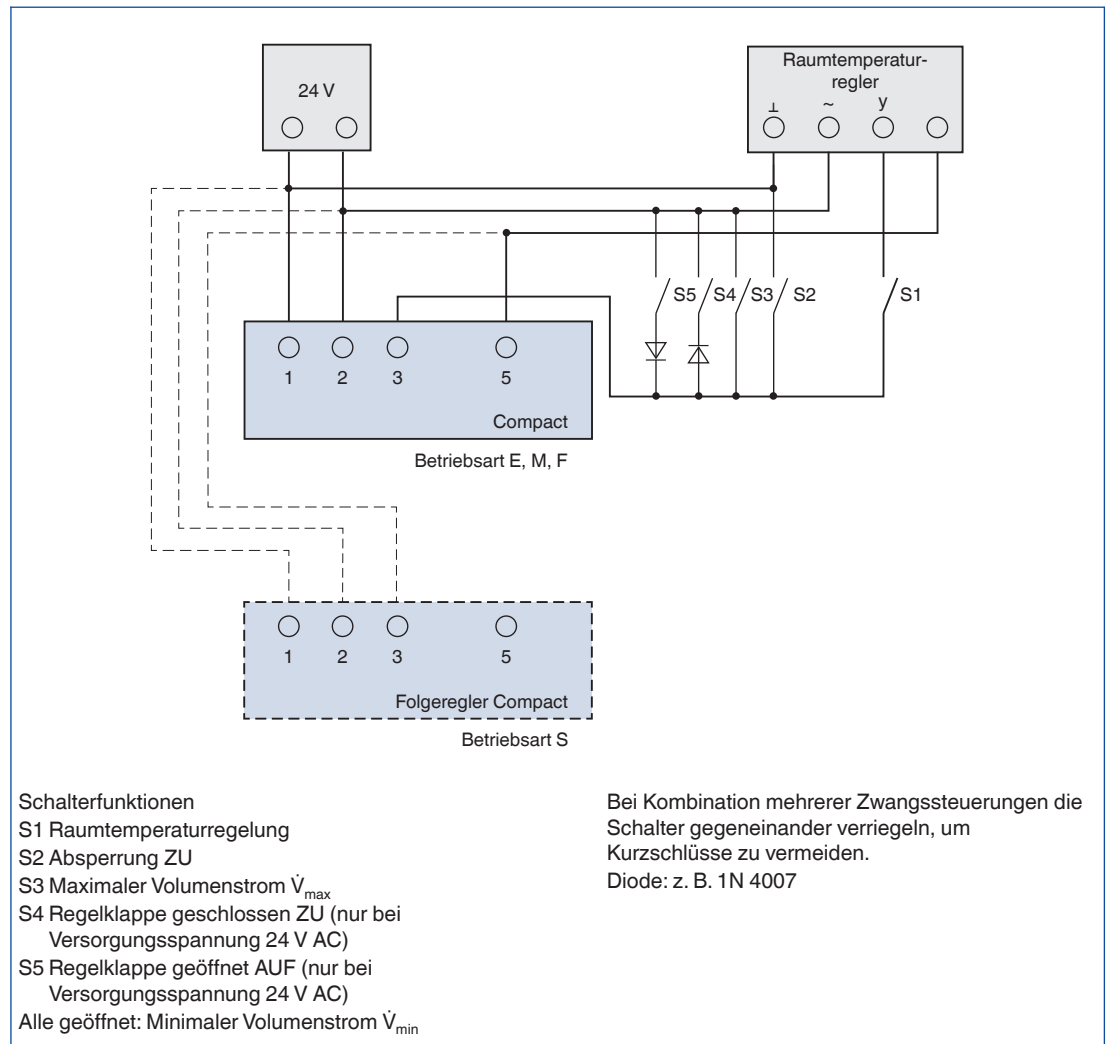 24 V
Raumtemperatur-
regler
⊥ ~ y
S5 S4 S3 S2 S1
1 2 3 5
Compact
Betriebsart E, M, F
1 2 3 5
Folgeregler Compact
Betriebsart S
Schalterfunktionen
S1 Raumtemperaturregelung
S2 Absperrung ZU
S3 Maximaler Volumenstrom V̇max
S4 Regelklappe geschlossen ZU (nur bei
Versorgungsspannung 24 V AC)
S5 Regelklappe geöffnet AUF (nur bei
Versorgungsspannung 24 V AC)
Alle geöffnet: Minimaler Volumenstrom V̇min
Bei Kombination mehrerer Zwangssteuerungen die
Schalter gegeneinander verriegeln, um
Kurzschlüsse zu vermeiden.
Diode: z. B. 1N 4007